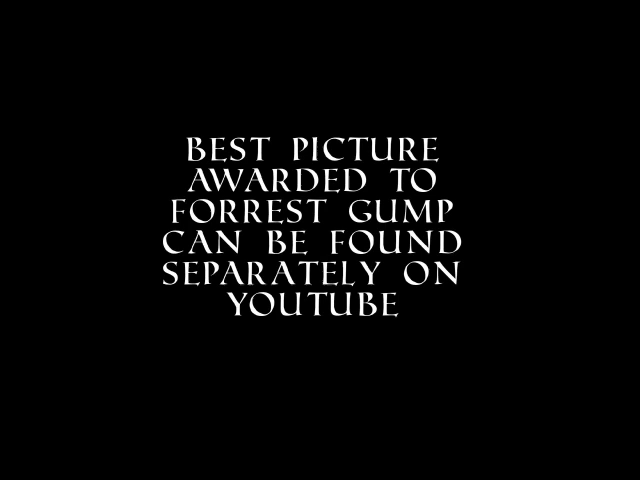 BEST PICTURE
AWARDED TO
FORREST GUMP
CAN BE FOUND
SEPARATELY ON
YOUTUBE